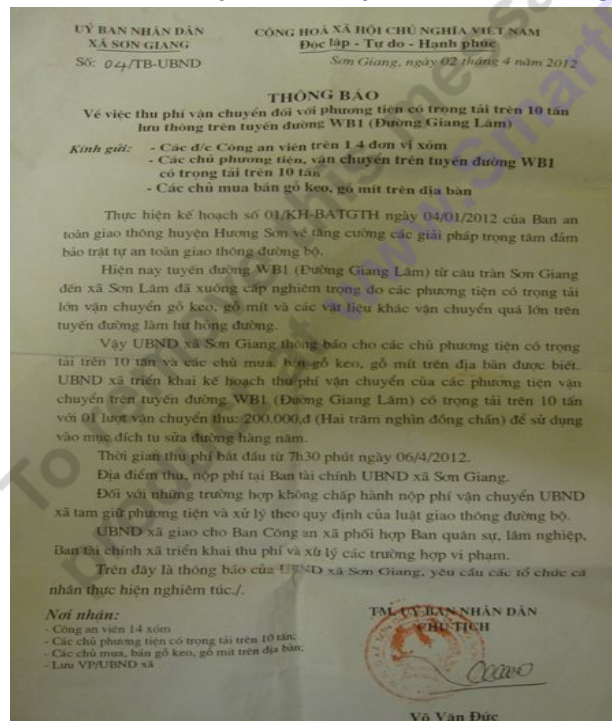 UỶ BAN NHÂN DÂN
XÃ SƠN GIANG
Số: 04/TB-UBND
CỘNG HOÀ XÃ HỘI CHỦ NGHĨA VIỆT NAM
Độc lập - Tự do - Hạnh phúc
Sơn Giang, ngày 02 tháng 4 năm 2012
THÔNG BÁO
Về việc thu phí vận chuyển đối với phương tiện có trọng tải trên 10 tấn
lưu thông trên tuyến đường WB1 (Đường Giang Lâm)
Kính gửi: - Các đ/c Công an viên trên 14 đơn vị xóm
- Các chủ phương tiện, vận chuyển trên tuyến đường WB1
có trọng tải trên 10 tấn
- Các chủ mua bán gỗ keo, gỗ mít trên địa bàn
Thực hiện kế hoạch số 01/KH-BATGTH ngày 04/01/2012 của Ban an
toàn giao thông huyện Hương Sơn về tăng cường các giải pháp trọng tâm đảm
bảo trật tự an toàn giao thông đường bộ.
Hiện nay tuyến đường WB1 (Đường Giang Lâm) từ cầu tràn Sơn Giang
đến xã Sơn Lâm đã xuống cấp nghiêm trọng do các phương tiện có trọng tải
lớn vận chuyển gỗ keo, gỗ mít và các vật liệu khác vận chuyển quá lớn trên
tuyến đường làm hư hỏng đường.
Vậy UBND xã Sơn Giang thông báo cho các chủ phương tiện có trọng
tải trên 10 tấn và các chủ mua, bán gỗ keo, gỗ mít trên địa bàn được biết.
UBND xã triển khai kế hoạch thu phí vận chuyển của các phương tiện vận
chuyển trên tuyến đường WB1 (Đường Giang Lâm) có trọng tải trên 10 tấn
với 01 lượt vận chuyển thu: 200.000,đ (Hai trăm nghìn đồng chẵn) để sử dụng
vào mục đích tu sửa đường hàng năm.
Thời gian thu phí bắt đầu từ 7h30 phút ngày 06/4/2012.
Địa điểm thu, nộp phí tại Ban tài chính UBND xã Sơn Giang.
Đối với những trường hợp không chấp hành nộp phí vận chuyển UBND
xã tam giữ phương tiện và xử lý theo quy định của luật giao thông đường bộ.
UBND xã giao cho Ban Công an xã phối hợp Ban quân sự, lâm nghiệp,
Ban tài chính xã triển khai thu phí và xử lý các trường hợp vi phạm.
Trên đây là thông báo của UBND xã Sơn Giang, yêu cầu các tổ chức cá
nhân thực hiện nghiêm túc./.
Nơi nhận:
- Công an viên 14 xóm
- Các chủ phương tiện có trọng tải trên 10 tấn;
- Các chủ mua, bán gỗ keo, gỗ mít trên địa bàn;
- Lưu VP/UBND xã
TM. UỶ BAN NHÂN DÂN
CHỦ TỊCH
Võ Văn Đức